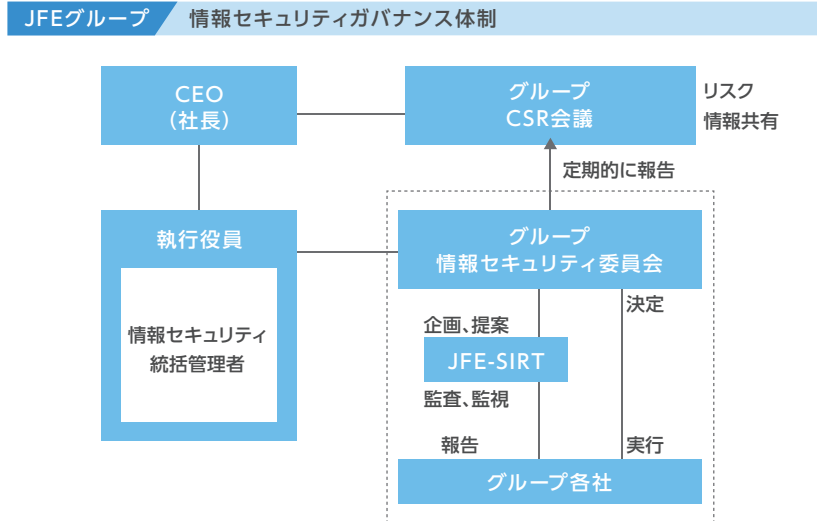 JFEグループ 情報セキュリティガバナンス体制
CEO
（社長）
グループ
CSR会議
リスク
情報共有
定期的に報告
執行役員
情報セキュリティ
統括管理者
グループ
情報セキュリティ委員会
決定
企画、提案
JFE-SIRT
監査、監視
報告
実行
グループ各社